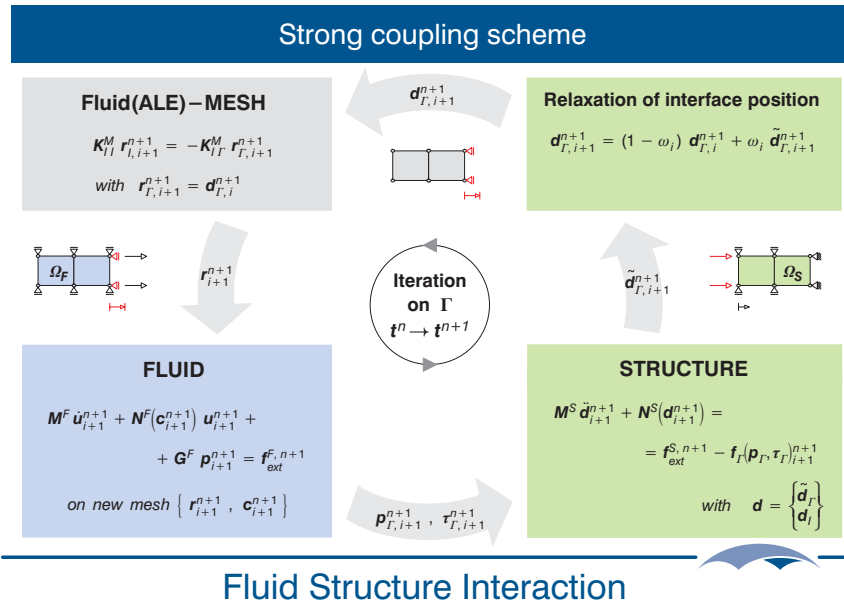 Strong coupling scheme
Fluid(ALE)–MESH
K^M_{II} r^{n+1}_{I, i+1} = −K^M_{IΓ} r^{n+1}_{Γ, i+1}
with r^{n+1}_{Γ, i+1} = d^{n+1}_{Γ, i}
d^{n+1}_{Γ, i+1}
Relaxation of interface position
d^{n+1}_{Γ, i+1} = (1 − ω_i) d^{n+1}_{Γ, i} + ω_i d̃^{n+1}_{Γ, i+1}
Ω_F
r^{n+1}_{i+1}
Iteration
on Γ
t^n → t^{n+1}
d̃^{n+1}_{Γ, i+1}
Ω_S
FLUID
M^F u̇^{n+1}_{i+1} + N^F(c^{n+1}_{i+1}) u^{n+1}_{i+1} +
+ G^F p^{n+1}_{i+1} = f^{F, n+1}_{ext}
on new mesh { r^{n+1}_{i+1} , c^{n+1}_{i+1} }
p^{n+1}_{Γ, i+1} , τ^{n+1}_{Γ, i+1}
STRUCTURE
M^S d̈^{n+1}_{i+1} + N^S(d^{n+1}_{i+1}) =
= f^{S, n+1}_{ext} − f_Γ(p_Γ, τ_Γ)^{n+1}_{i+1}
with d = { d̃_Γ
d_I }
Fluid Structure Interaction